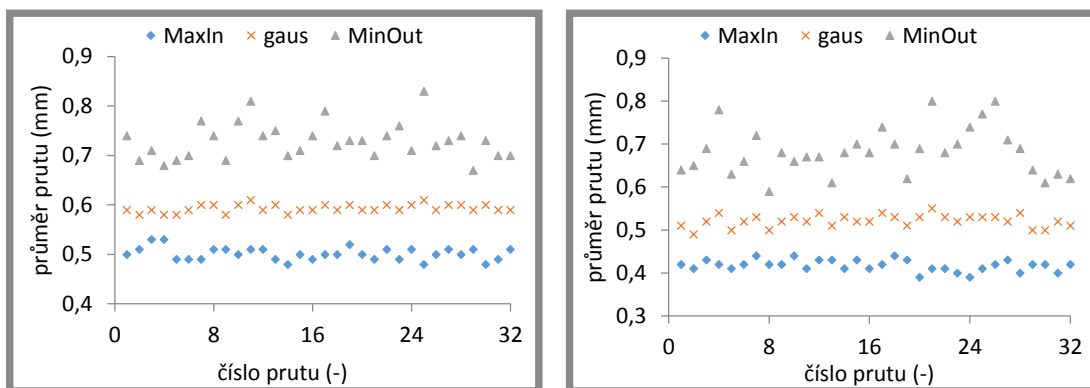 MaxIn gaus MinOut
0,9
0,8
0,7
0,6
0,5
0,4
0 8 16 24 32
průměr prutu (mm)
číslo prutu (-)
MaxIn gaus MinOut
0,9
0,8
0,7
0,6
0,5
0,4
0,3
0 8 16 24 32
průměr prutu (mm)
číslo prutu (-)